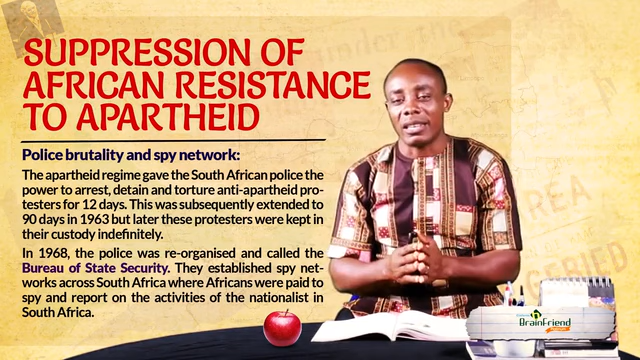 SUPPRESSION OF
AFRICAN RESISTANCE
TO APARTHEID
Police brutality and spy network:
The apartheid regime gave the South African police the
power to arrest, detain and torture anti-apartheid pro-
testers for 12 days. This was subsequently extended to
90 days in 1963 but later these protesters were kept in
their custody indefinitely.
In 1968, the police was re-organised and called the
Bureau of State Security. They established spy net-
works across South Africa where Africans were paid to
spy and report on the activities of the nationalist in
South Africa.
BrainFriend